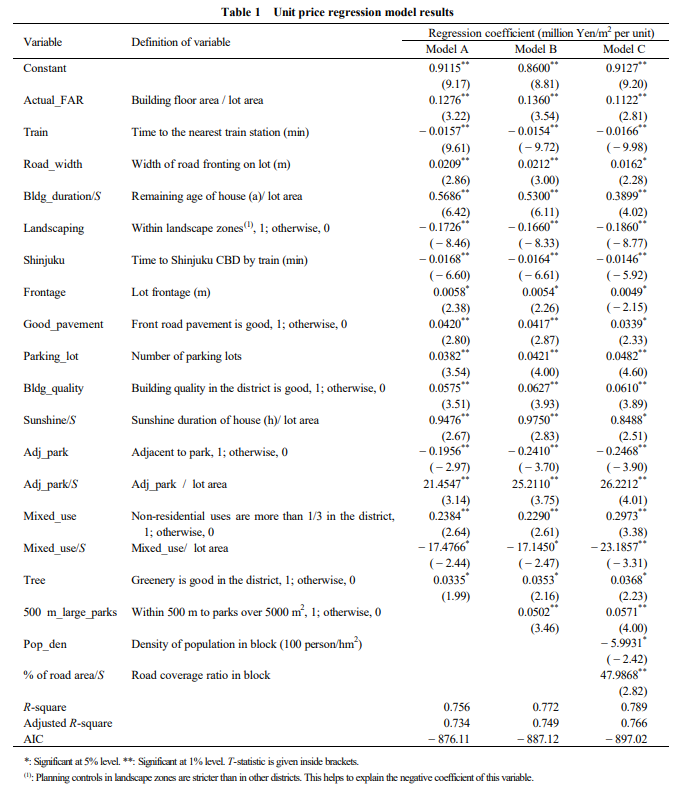 Table 1 Unit price regression model results
Variable Definition of variable Regression coefficient (million Yen/m² per unit)
Model A Model B Model C
Constant 0.9115** 0.8600** 0.9127**
(9.17) (8.81) (9.20)
Actual_FAR Building floor area / lot area 0.1276** 0.1360** 0.1122**
(3.22) (3.54) (2.81)
Train Time to the nearest train station (min) − 0.0157** − 0.0154** − 0.0166**
(9.61) (− 9.72) (− 9.98)
Road_width Width of road fronting on lot (m) 0.0209** 0.0212** 0.0162*
(2.86) (3.00) (2.28)
Bldg_duration/S Remaining age of house (a)/ lot area 0.5686** 0.5300** 0.3899**
(6.42) (6.11) (4.02)
Landscaping Within landscape zones(1), 1; otherwise, 0 − 0.1726** − 0.1660** − 0.1860**
(− 8.46) (− 8.33) (− 8.77)
Shinjuku Time to Shinjuku CBD by train (min) − 0.0168** − 0.0164** − 0.0146**
(− 6.60) (− 6.61) (− 5.92)
Frontage Lot frontage (m) 0.0058* 0.0054* 0.0049*
(2.38) (2.26) (− 2.15)
Good_pavement Front road pavement is good, 1; otherwise, 0 0.0420** 0.0417** 0.0339*
(2.80) (2.87) (2.33)
Parking_lot Number of parking lots 0.0382** 0.0421** 0.0482**
(3.54) (4.00) (4.60)
Bldg_quality Building quality in the district is good, 1; otherwise, 0 0.0575** 0.0627** 0.0610**
(3.51) (3.93) (3.89)
Sunshine/S Sunshine duration of house (h)/ lot area 0.9476** 0.9750** 0.8488*
(2.67) (2.83) (2.51)
Adj_park Adjacent to park, 1; otherwise, 0 − 0.1956** − 0.2410** − 0.2468**
(− 2.97) (− 3.70) (− 3.90)
Adj_park/S Adj_park / lot area 21.4547** 25.2110** 26.2212**
(3.14) (3.75) (4.01)
Mixed_use Non-residential uses are more than 1/3 in the district, 0.2384** 0.2290** 0.2973**
1; otherwise, 0 (2.64) (2.61) (3.38)
Mixed_use/S Mixed_use/ lot area − 17.4766* − 17.1450* − 23.1857**
(− 2.44) (− 2.47) (− 3.31)
Tree Greenery is good in the district, 1; otherwise, 0 0.0335* 0.0353* 0.0368*
(1.99) (2.16) (2.23)
500 m_large_parks Within 500 m to parks over 5000 m², 1; otherwise, 0 0.0502** 0.0571**
(3.46) (4.00)
Pop_den Density of population in block (100 person/hm²) − 5.9931*
(− 2.42)
% of road area/S Road coverage ratio in block 47.9868**
(2.82)
R-square 0.756 0.772 0.789
Adjusted R-square 0.734 0.749 0.766
AIC − 876.11 − 887.12 − 897.02
*: Significant at 5% level. **: Significant at 1% level. T-statistic is given inside brackets.
(1): Planning controls in landscape zones are stricter than in other districts. This helps to explain the negative coefficient of this variable.